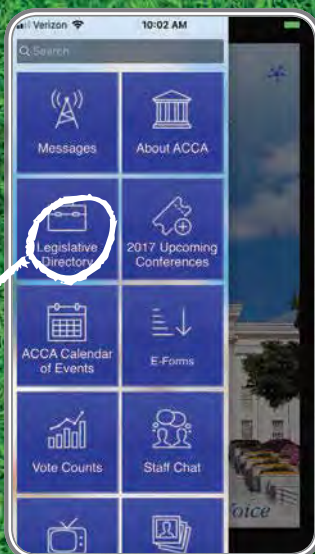 Verizon 10:02 AM
Search
Messages
About ACCA
Legislative
Directory
2017 Upcoming
Conferences
ACCA Calendar
of Events
E-Forms
Vote Counts
Staff Chat
oice